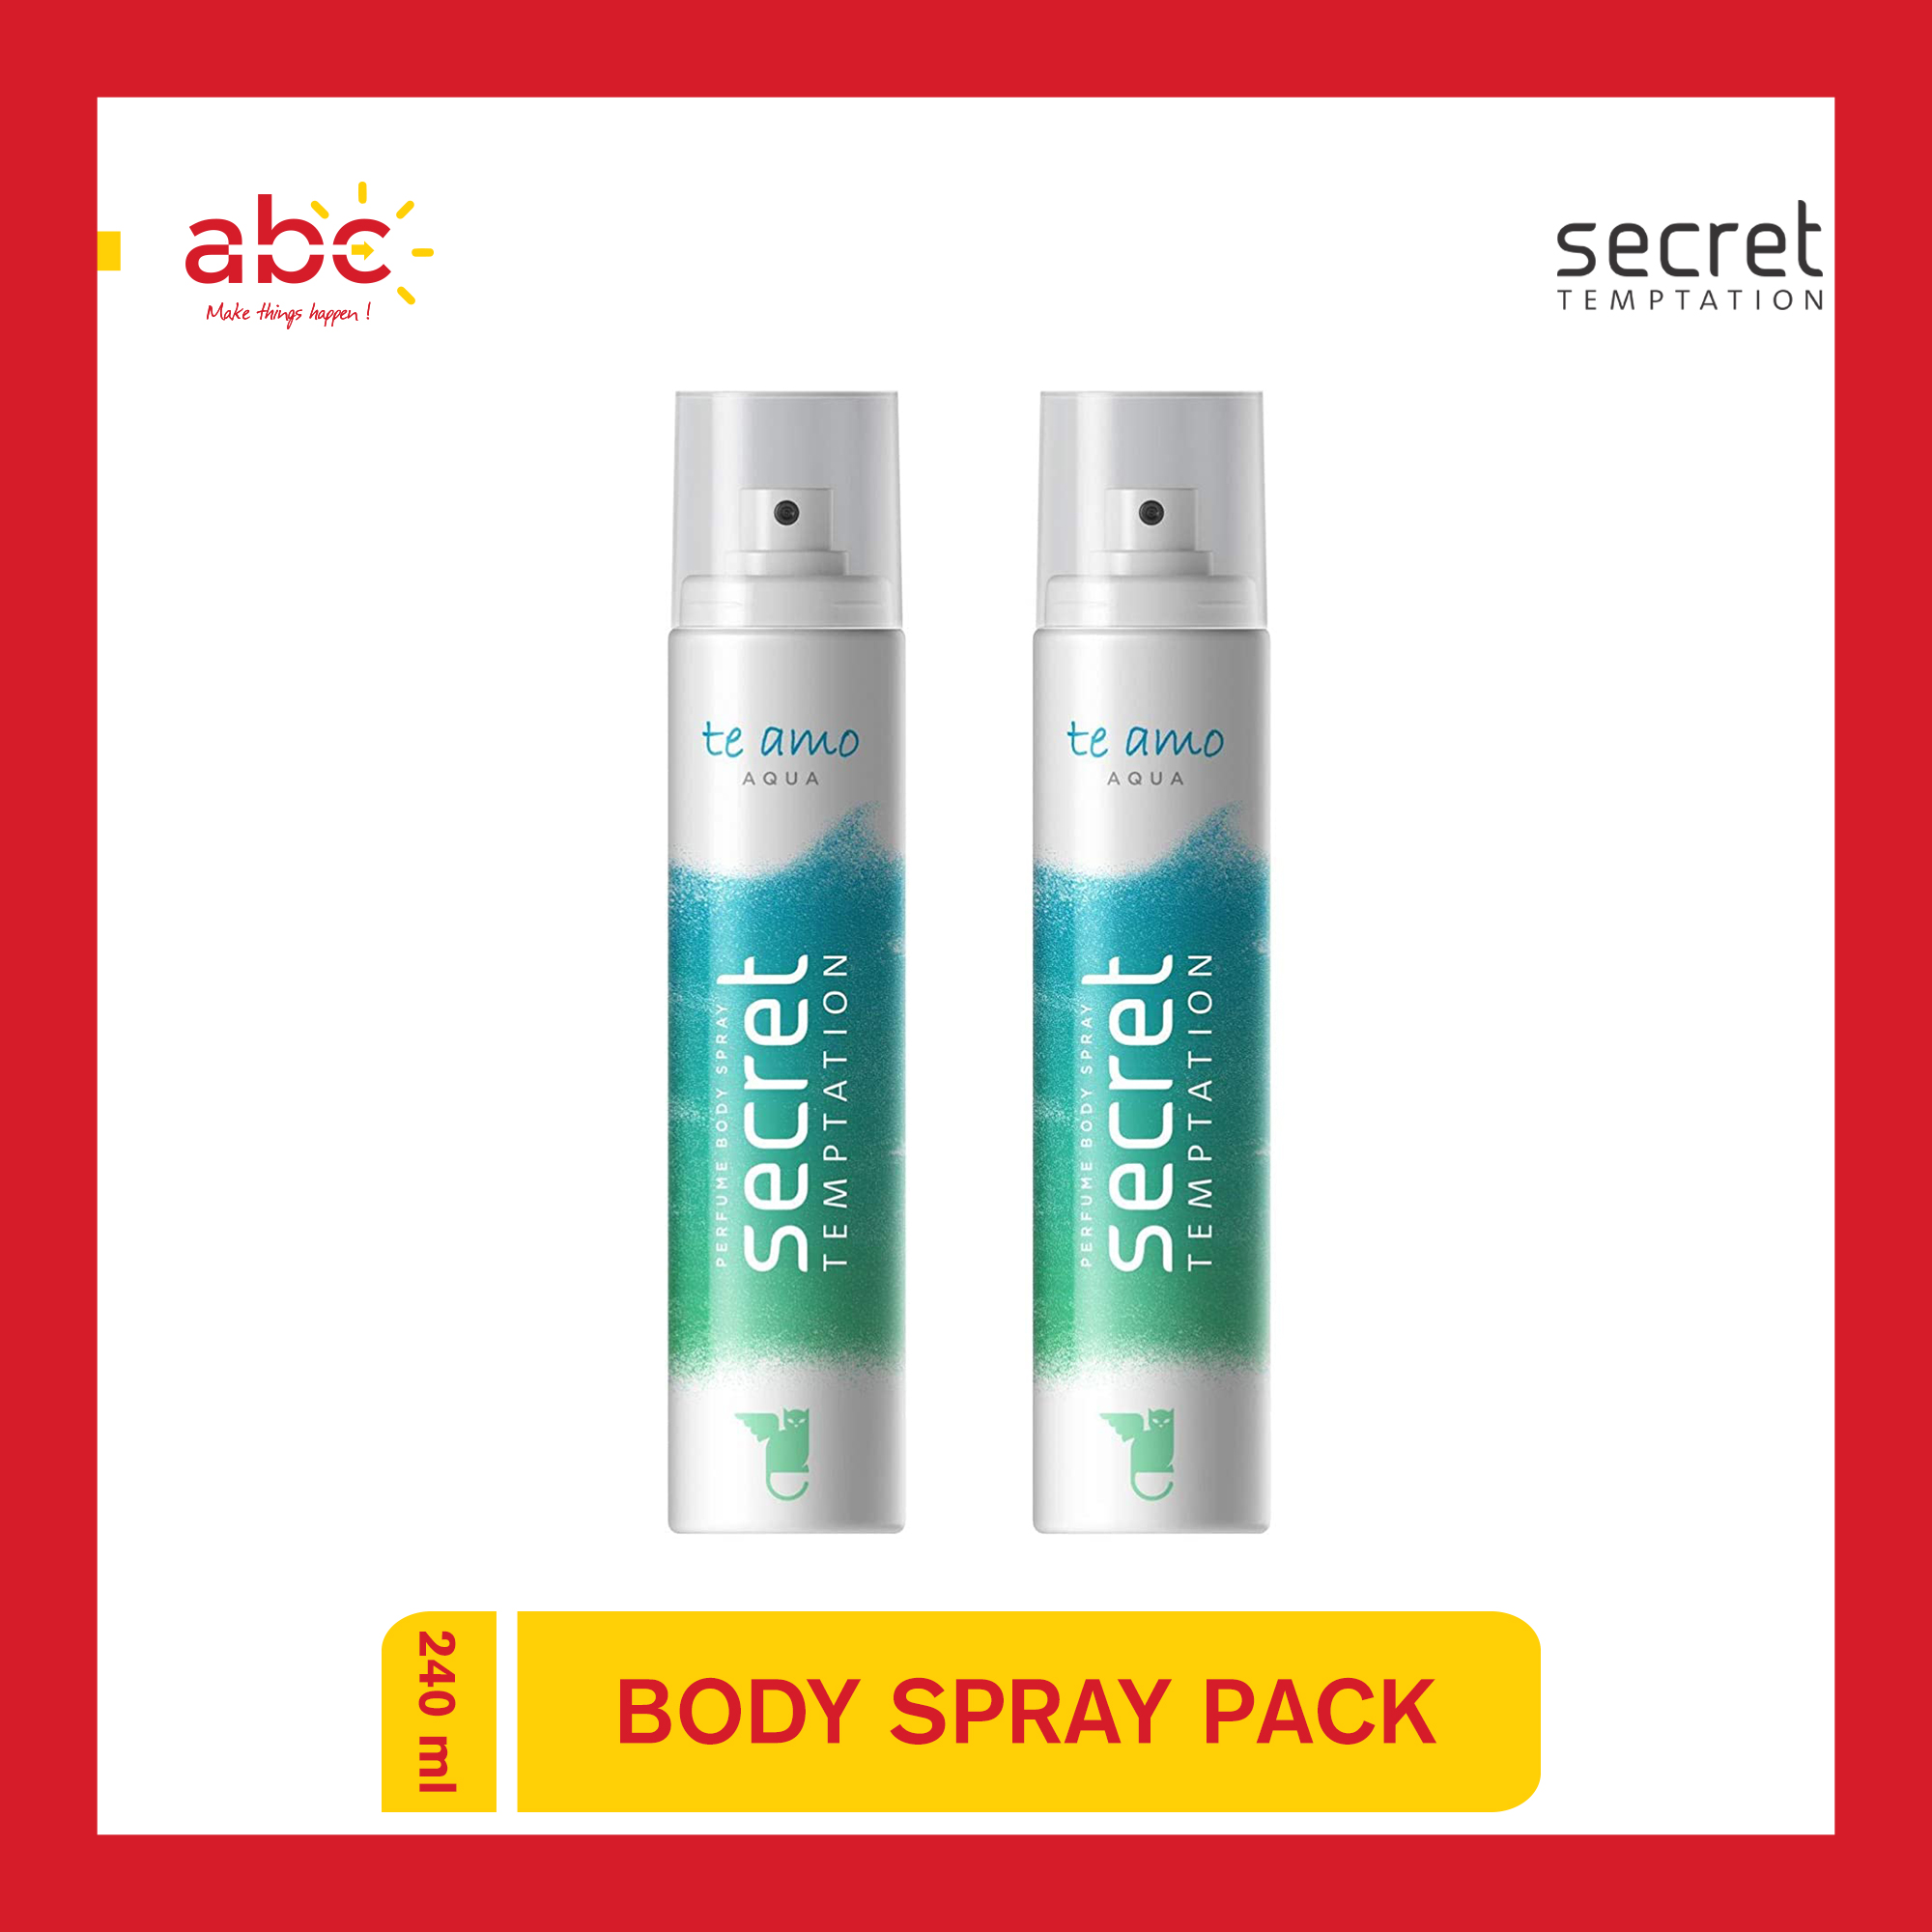 abc
Make things happen !
secret
TEMPTATION
te amo
AQUA
PERFUME BODY SPRAY
secret
TEMPTATION
te amo
AQUA
PERFUME BODY SPRAY
secret
TEMPTATION
240 ml
BODY SPRAY PACK